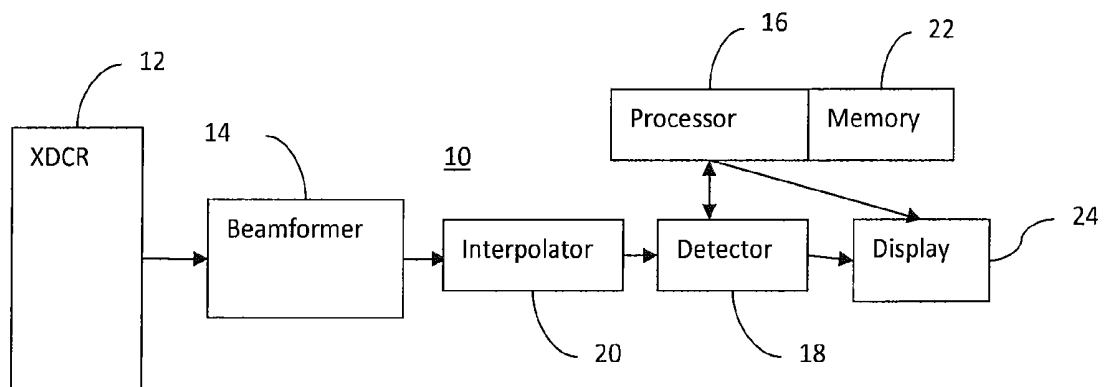 16
22
12
Processor
Memory
14
XDCR
10
Beamformer
24
Interpolator
Detector
Display
20
18